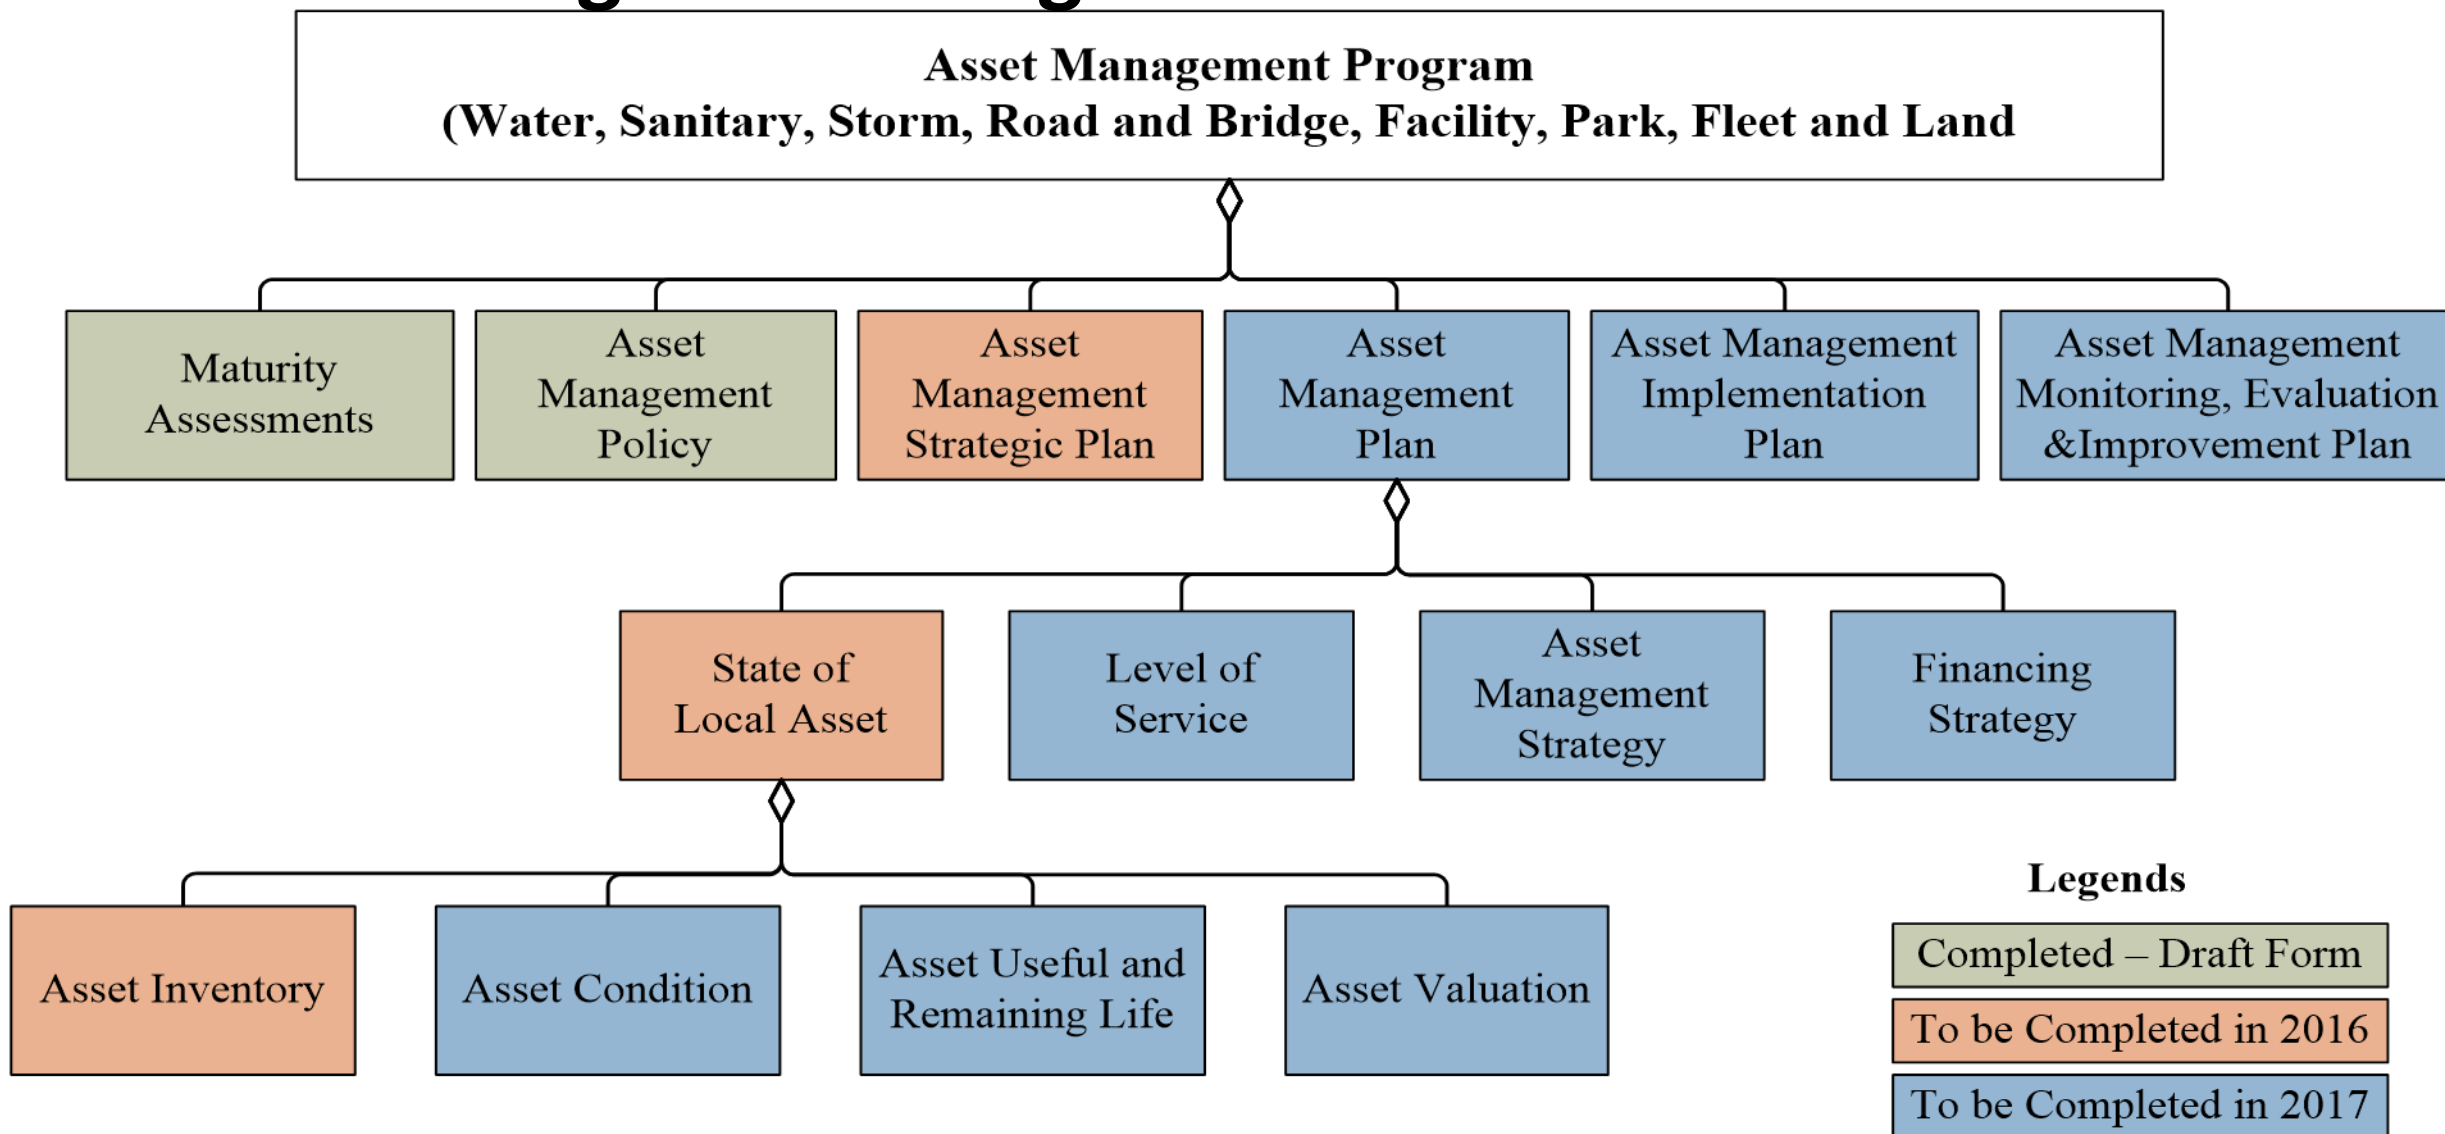 Asset Management Program
(Water, Sanitary, Storm, Road and Bridge, Facility, Park, Fleet and Land
Maturity
Assessments
Asset
Management
Policy
Asset
Management
Strategic Plan
Asset
Management
Plan
Asset Management
Implementation
Plan
Asset Management
Monitoring, Evaluation
&Improvement Plan
State of
Local Asset
Level of
Service
Asset
Management
Strategy
Financing
Strategy
Asset Inventory
Asset Condition
Asset Useful and
Remaining Life
Asset Valuation
Legends
Completed – Draft Form
To be Completed in 2016
To be Completed in 2017